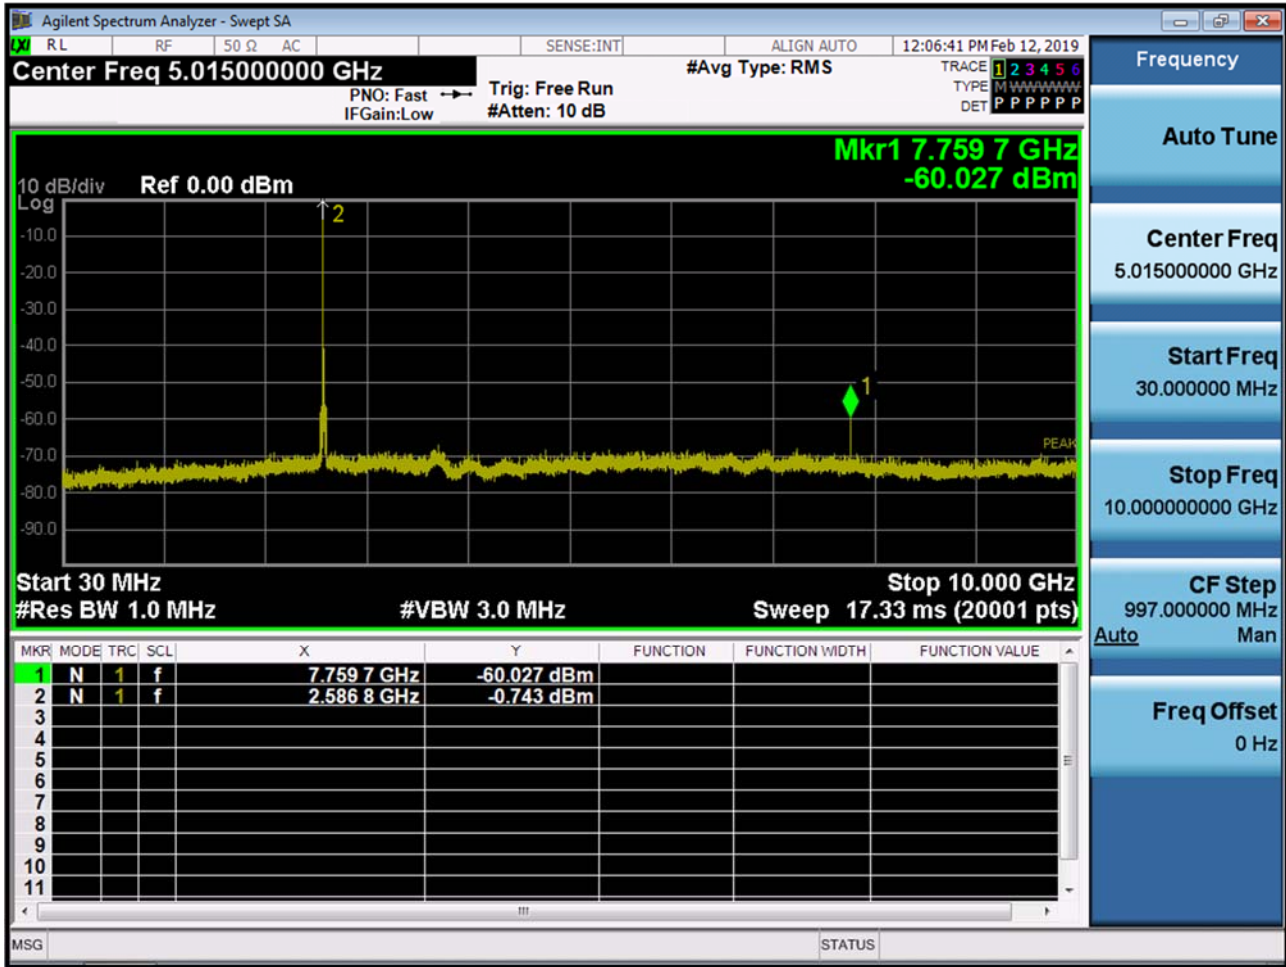 Agilent Spectrum Analyzer - Swept SA
LXI RL RF 50 Ω AC SENSE:INT ALIGN AUTO 12:06:41 PM Feb 12, 2019
Center Freq 5.015000000 GHz
PNO: Fast
IFGain:Low
Trig: Free Run
#Atten: 10 dB
#Avg Type: RMS
TRACE 1 2 3 4 5 6
TYPE M WWWWW
DET P P P P P P
Mkr1 7.759 7 GHz
-60.027 dBm
10 dB/div Ref 0.00 dBm
Log
2
-10.0
-20.0
-30.0
-40.0
-50.0
1
-60.0
PEAK
-70.0
-80.0
-90.0
Start 30 MHz Stop 10.000 GHz
#Res BW 1.0 MHz #VBW 3.0 MHz Sweep 17.33 ms (20001 pts)
MKR MODE TRC SCL X Y FUNCTION FUNCTION WIDTH FUNCTION VALUE
1 N 1 f 7.759 7 GHz -60.027 dBm
2 N 1 f 2.586 8 GHz -0.743 dBm
3
4
5
6
7
8
9
10
11
MSG STATUS
Frequency
Auto Tune
Center Freq
5.015000000 GHz
Start Freq
30.000000 MHz
Stop Freq
10.000000000 GHz
CF Step
997.000000 MHz
Auto Man
Freq Offset
0 Hz